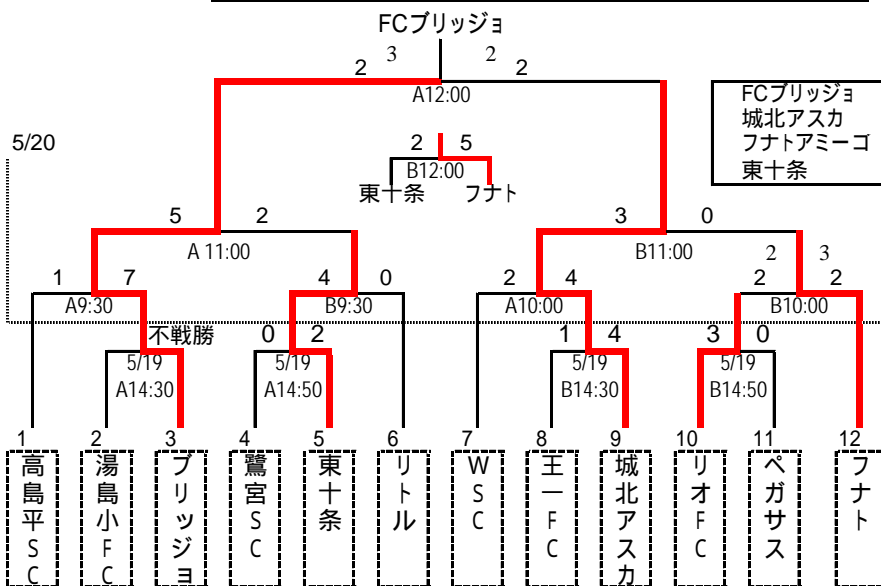 FCブリッジョ
3 2
2 2
A12:00
FCブリッジョ
城北アスカ
フナトアミーゴ
東十条
5/20
2 5
B12:00
東十条 フナト
5 2
A 11:00
3 0
B11:00
1 7
A9:30
4 0
B9:30
2 4
A10:00
2 3
2 2
B10:00
不戦勝
5/19
A14:30
0 2
5/19
A14:50
1 4
5/19
B14:30
3 0
5/19
B14:50
1 2 3 4 5 6 7 8 9 10 11 12
高島平SC
湯島小FC
ブリッジョ
鷺宮SC
東十条
リトル
WSC
王一FC
城北アスカ
リオFC
ペガサス
フナト